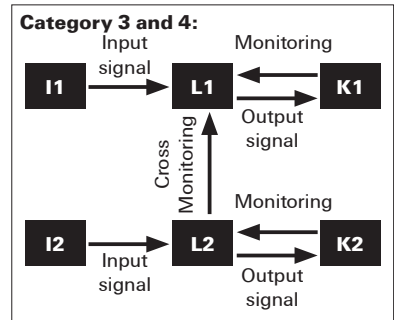 Category 3 and 4:
Input
signal
Monitoring
I1
L1
K1
Output
signal
Cross
Monitoring
Monitoring
I2
L2
K2
Input
signal
Output
signal